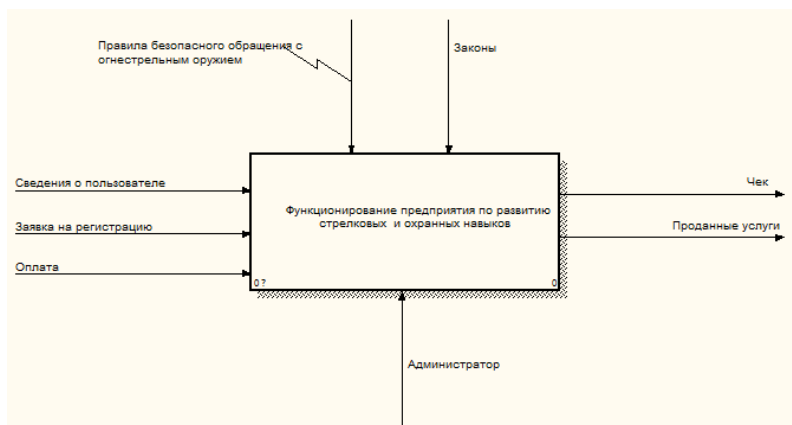 Правила безопасного обращения с
огнестрельным оружием
Законы
Сведения о пользователе
Заявка на регистрацию
Оплата
Функционирование предприятия по развитию
стрелковых и охранных навыков
0 ?
0
Чек
Проданные услуги
Администратор